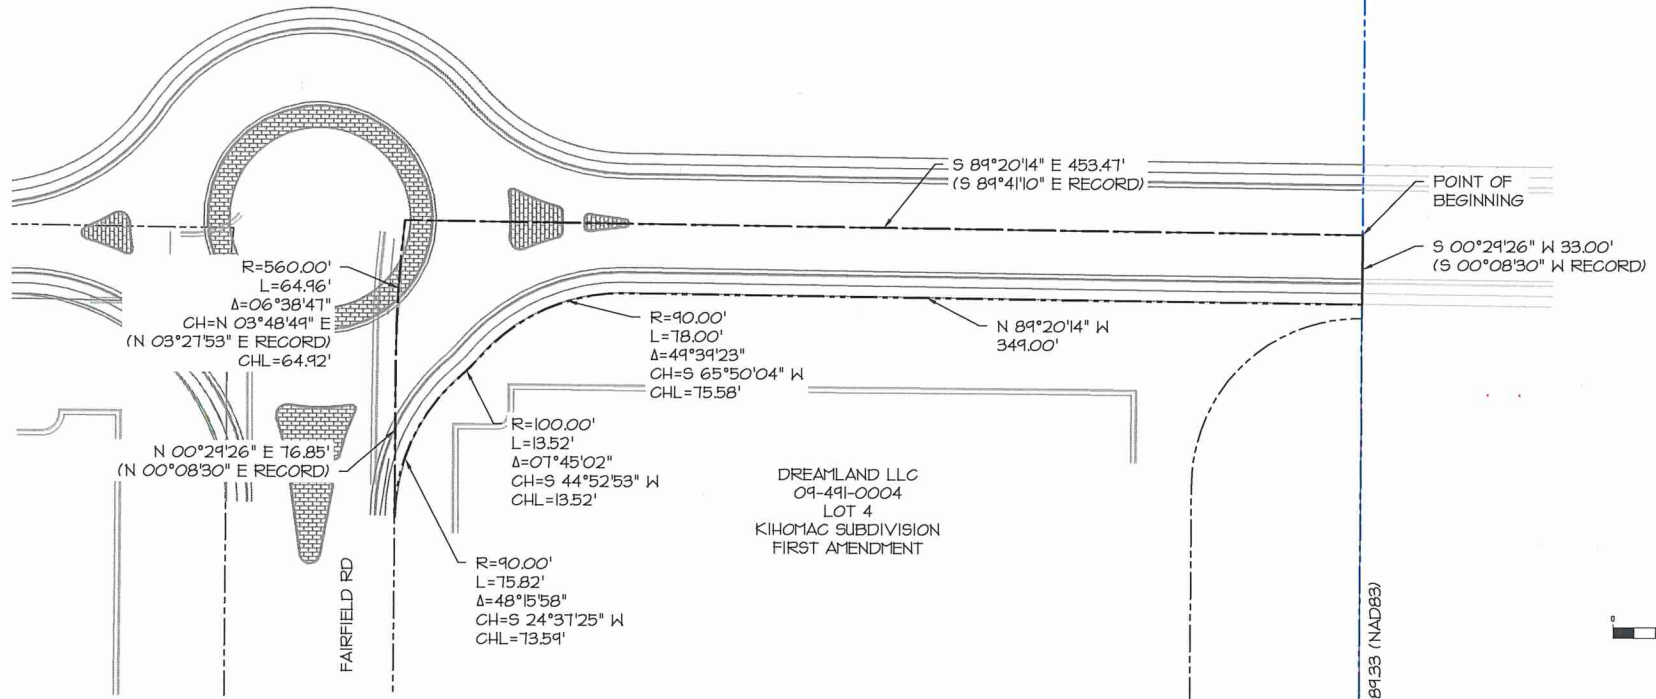 S 89°20'14" E 453.47'
(S 89°41'10" E RECORD)
POINT OF
BEGINNING
S 00°29'26" W 33.00'
(S 00°08'30" W RECORD)
R=560.00'
L=64.96'
Δ=06°38'47"
CH=N 03°48'49" E
(N 03°27'53" E RECORD)
CHL=64.92'
R=90.00'
L=78.00'
Δ=49°39'23"
CH=S 65°50'04" W
CHL=75.58'
N 89°20'14" W
349.00'
N 00°29'26" E 76.85'
(N 00°08'30" E RECORD)
R=100.00'
L=13.52'
Δ=07°45'02"
CH=S 44°52'53" W
CHL=13.52'
DREAMLAND LLC
09-491-0004
LOT 4
KIHOMAC SUBDIVISION
FIRST AMENDMENT
R=90.00'
L=75.82'
Δ=48°15'58"
CH=S 24°37'25" W
CHL=73.59'
FAIRFIELD RD
89.33 (NAD83)
0